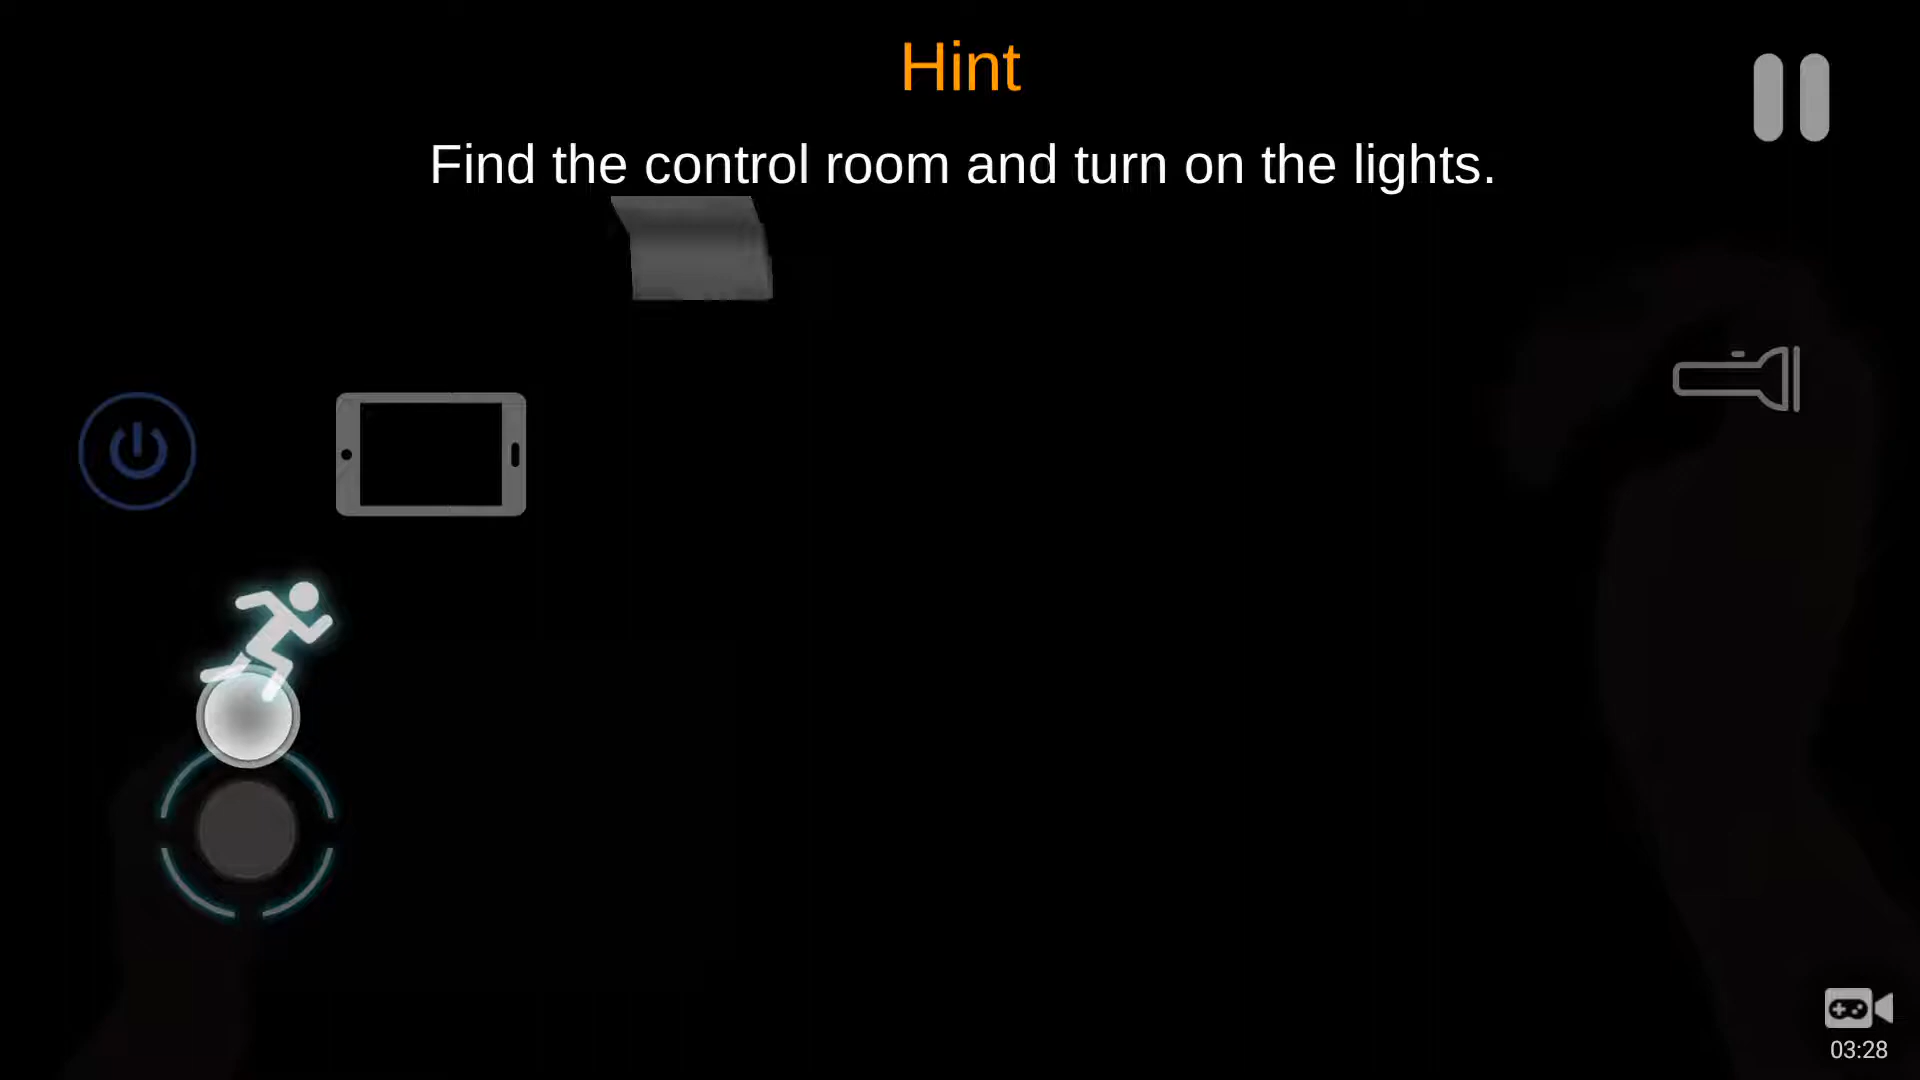 Hint
Find the control room and turn on the lights.
03:28